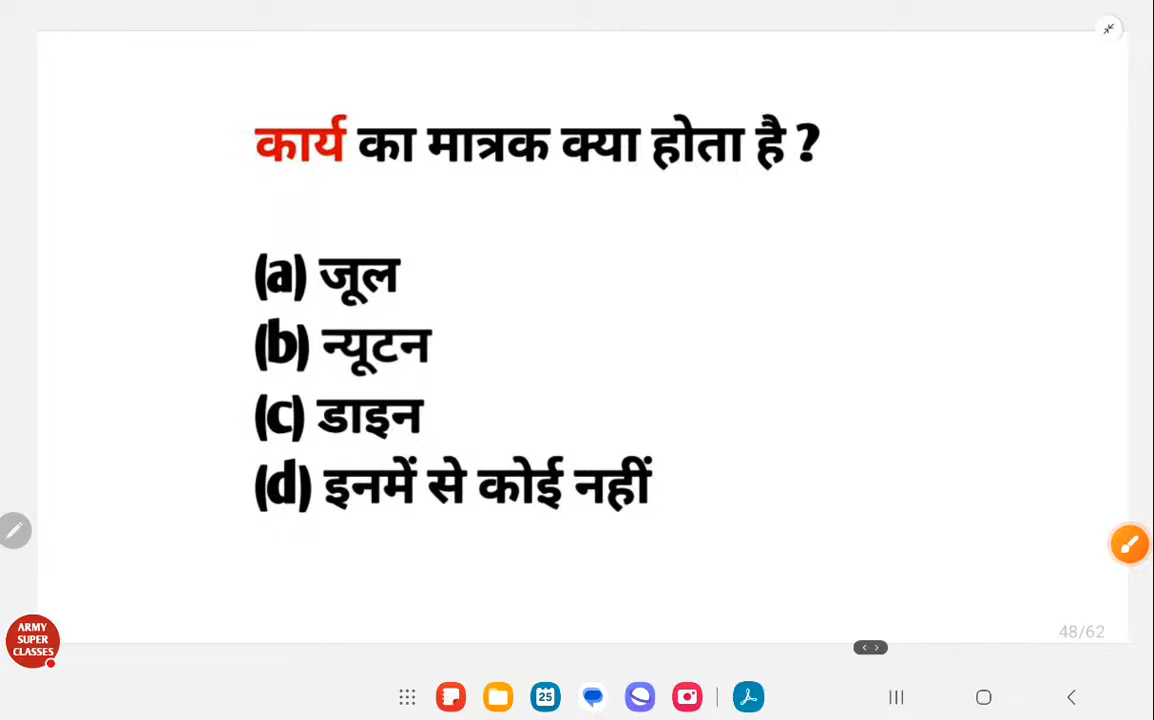 कार्य का मात्रक क्या होता है ?
(a) जूल
(b) न्यूटन
(c) डाइन
(d) इनमें से कोई नहीं
ARMY
SUPER
CLASSES
48/62
25